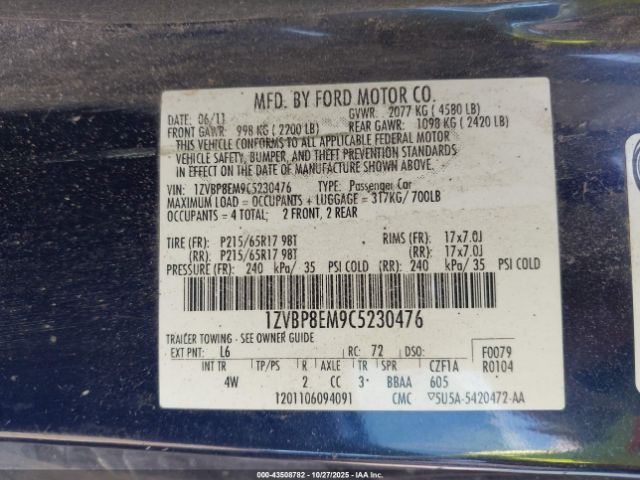 MFD. BY FORD MOTOR CO.
DATE: 06/11 GVWR: 2077 KG ( 4580 LB)
FRONT GAWR: 998 KG ( 2200 LB) REAR GAWR: 1098 KG ( 2420 LB)
THIS VEHICLE CONFORMS TO ALL APPLICABLE FEDERAL MOTOR
VEHICLE SAFETY, BUMPER, AND THEFT PREVENTION STANDARDS
IN EFFECT ON THE DATE OF MANUFACTURE SHOWN ABOVE.
VIN: 1ZVBP8EM9C5230476 TYPE: Passenger Car
MAXIMUM LOAD = OCCUPANTS + LUGGAGE = 317KG/ 700LB
OCCUPANTS = 4 TOTAL; 2 FRONT, 2 REAR
TIRE (FR): P215/65R17 98T RIMS (FR): 17x7.0J
(RR): P215/65R17 98T (RR): 17x7.0J
PRESSURE (FR): 240 kPa/ 35 PSI COLD (RR): 240 kPa/ 35 PSI COLD
1ZVBP8EM9C5230476
TRAILER TOWING - SEE OWNER GUIDE
EXT PNT: L6 RC: 72 DSO: F0079
INT TR TP/PS R AXLE TR SPR CZF1A R0104
4W 2 CC 3 BBAA 605
T201106094091 CMC ▽5U5A-5420472-AA
000-43508782 - 10/27/2025 - IAA Inc.